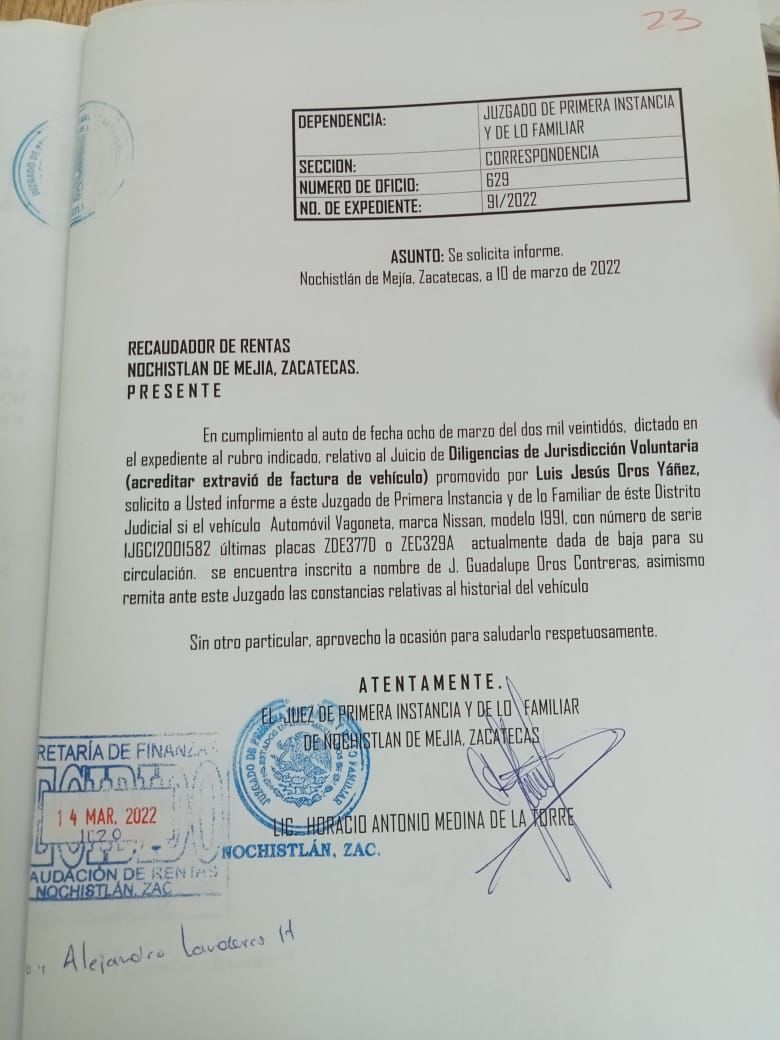 23
DEPENDENCIA: JUZGADO DE PRIMERA INSTANCIA
Y DE LO FAMILIAR
SECCION: CORRESPONDENCIA
NUMERO DE OFICIO: 629
NO. DE EXPEDIENTE: 91/2022
ASUNTO: Se solicita informe.
Nochistlán de Mejía, Zacatecas, a 10 de marzo de 2022
RECAUDADOR DE RENTAS
NOCHISTLAN DE MEJIA, ZACATECAS.
P R E S E N T E
En cumplimiento al auto de fecha ocho de marzo del dos mil veintidós, dictado en
el expediente al rubro indicado, relativo al Juicio de Diligencias de Jurisdicción Voluntaria
(acreditar extravió de factura de vehículo) promovido por Luis Jesús Oros Yáñez,
solicito a Usted informe a éste Juzgado de Primera Instancia y de lo Familiar de éste Distrito
Judicial si el vehículo Automóvil Vagoneta, marca Nissan, modelo 1991, con número de serie
1JGC12001582 últimas placas ZDE377D o ZEC329A actualmente dada de baja para su
circulación. se encuentra inscrito a nombre de J. Guadalupe Oros Contreras, asimismo
remita ante este Juzgado las constancias relativas al historial del vehículo
Sin otro particular, aprovecho la ocasión para saludarlo respetuosamente.
A T E N T A M E N T E .
EL JUEZ DE PRIMERA INSTANCIA Y DE LO FAMILIAR
DE NOCHISTLAN DE MEJIA, ZACATECAS
LIC. HORACIO ANTONIO MEDINA DE LA TORRE
NOCHISTLÁN, ZAC.
RETARÍA DE FINANZAS
14 MAR. 2022
AUDACIÓN DE RENTAS
NOCHISTLÁN, ZAC
Alejandro